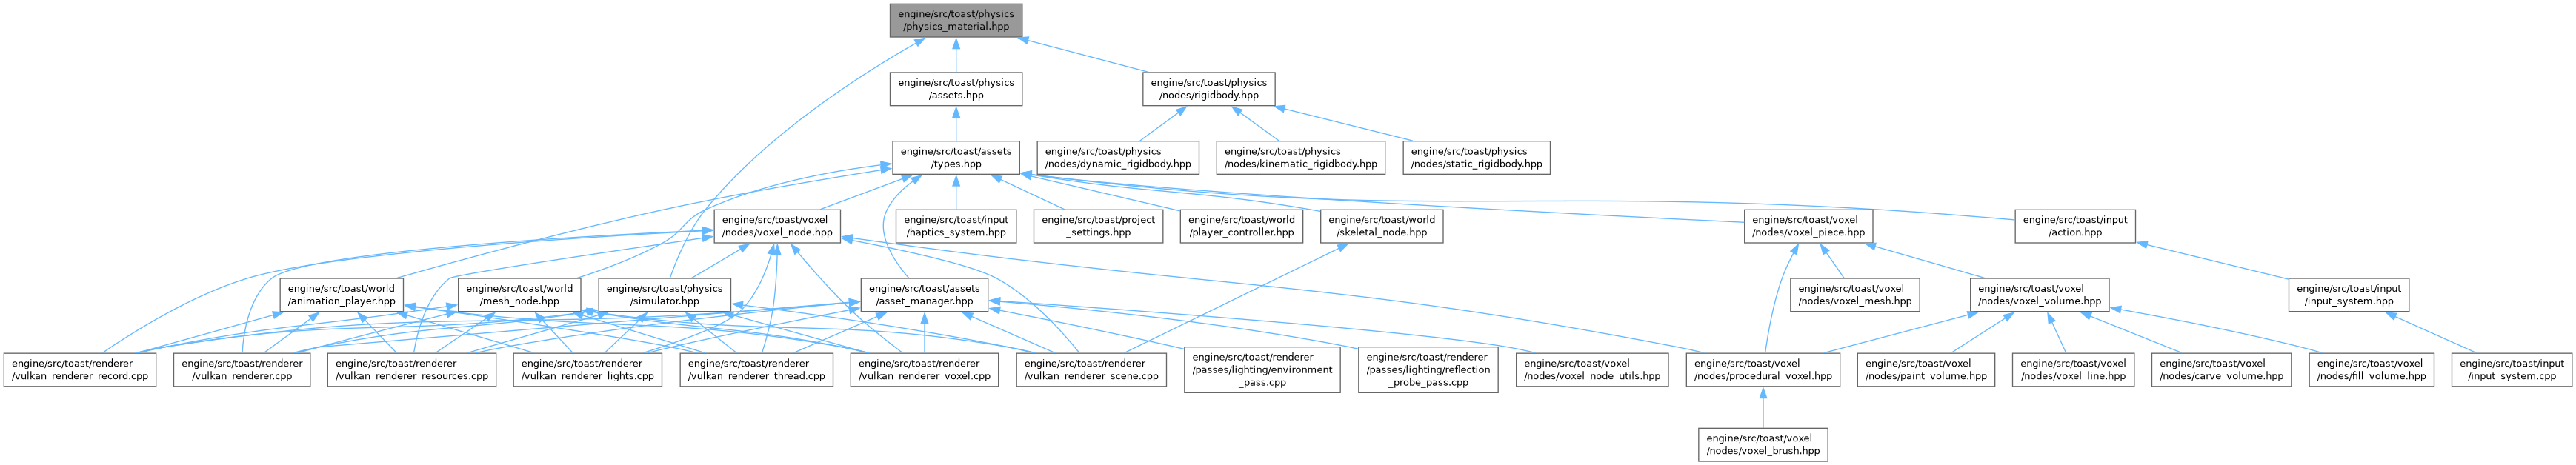 engine/src/toast/physics
/physics_material.hpp
engine/src/toast/physics
/assets.hpp
engine/src/toast/physics
/nodes/rigidbody.hpp
engine/src/toast/assets
/types.hpp
engine/src/toast/physics
/nodes/dynamic_rigidbody.hpp
engine/src/toast/physics
/nodes/kinematic_rigidbody.hpp
engine/src/toast/physics
/nodes/static_rigidbody.hpp
engine/src/toast/voxel
/nodes/voxel_node.hpp
engine/src/toast/input
/haptics_system.hpp
engine/src/toast/project
_settings.hpp
engine/src/toast/world
/player_controller.hpp
engine/src/toast/world
/skeletal_node.hpp
engine/src/toast/voxel
/nodes/voxel_piece.hpp
engine/src/toast/input
/action.hpp
engine/src/toast/world
/animation_player.hpp
engine/src/toast/world
/mesh_node.hpp
engine/src/toast/physics
/simulator.hpp
engine/src/toast/assets
/asset_manager.hpp
engine/src/toast/voxel
/nodes/voxel_mesh.hpp
engine/src/toast/voxel
/nodes/voxel_volume.hpp
engine/src/toast/input
/input_system.hpp
engine/src/toast/renderer
/vulkan_renderer_record.cpp
engine/src/toast/renderer
/vulkan_renderer.cpp
engine/src/toast/renderer
/vulkan_renderer_resources.cpp
engine/src/toast/renderer
/vulkan_renderer_lights.cpp
engine/src/toast/renderer
/vulkan_renderer_thread.cpp
engine/src/toast/renderer
/vulkan_renderer_voxel.cpp
engine/src/toast/renderer
/vulkan_renderer_scene.cpp
engine/src/toast/renderer
/passes/lighting/environment
_pass.cpp
engine/src/toast/renderer
/passes/lighting/reflection
_probe_pass.cpp
engine/src/toast/voxel
/nodes/voxel_node_utils.hpp
engine/src/toast/voxel
/nodes/procedural_voxel.hpp
engine/src/toast/voxel
/nodes/paint_volume.hpp
engine/src/toast/voxel
/nodes/voxel_line.hpp
engine/src/toast/voxel
/nodes/carve_volume.hpp
engine/src/toast/voxel
/nodes/fill_volume.hpp
engine/src/toast/input
/input_system.cpp
engine/src/toast/voxel
/nodes/voxel_brush.hpp